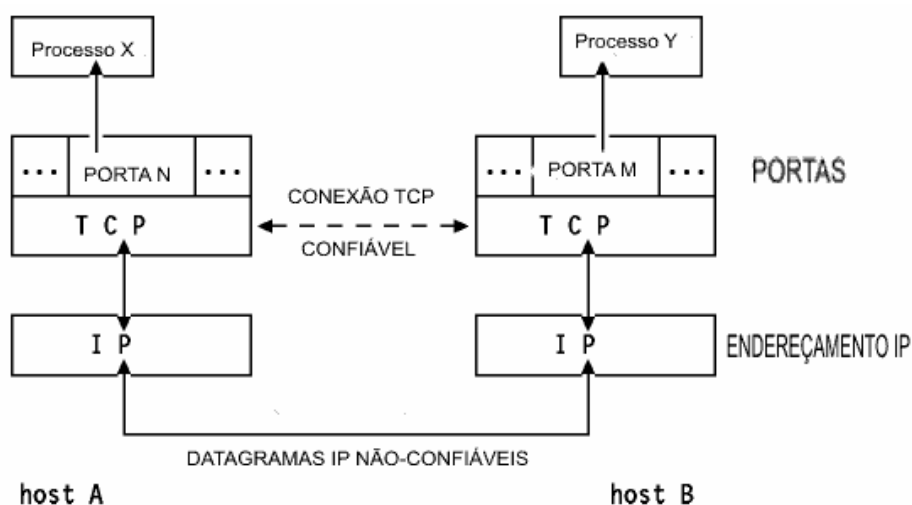 Processo X
Processo Y
... PORTA N ...
... PORTA M ...
PORTAS
T C P
CONEXÃO TCP
CONFIÁVEL
T C P
I P
I P
ENDEREÇAMENTO IP
DATAGRAMAS IP NÃO-CONFIÁVEIS
host A
host B